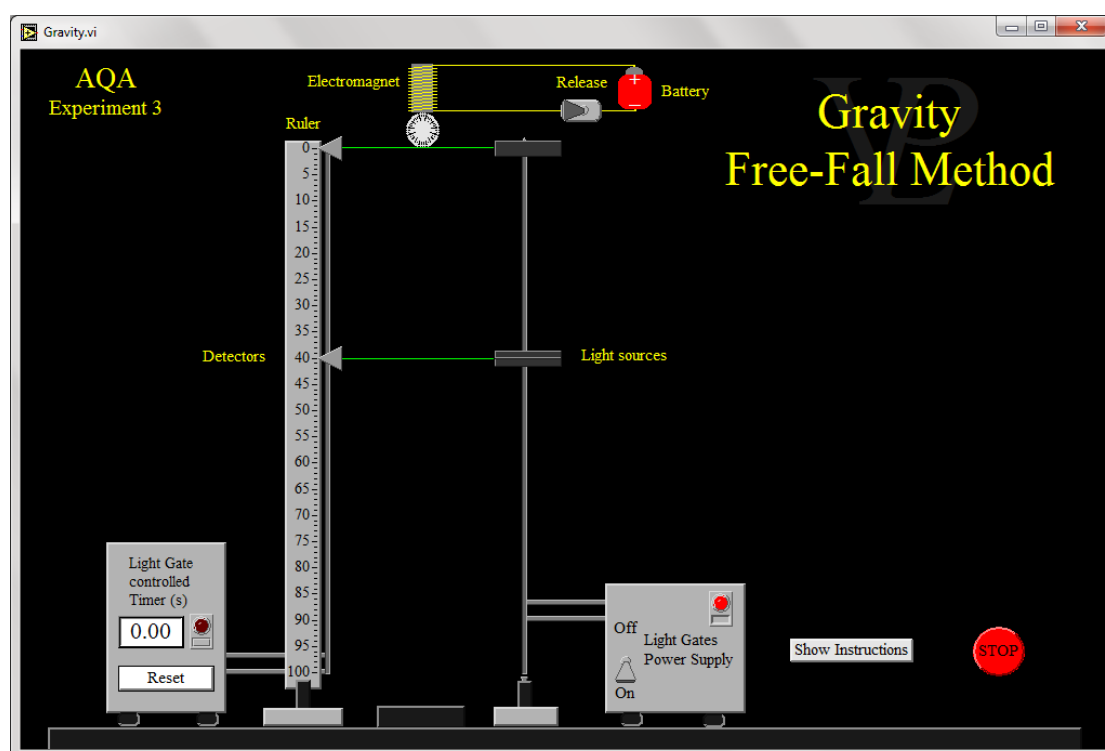 Gravity.vi
AQA
Experiment 3
Electromagnet
Release
Battery
+
−
Gravity
Free-Fall Method
VPL
Ruler
0
5
10
15
20
25
30
35
40
45
50
55
60
65
70
75
80
85
90
95
100
Detectors
Light sources
Light Gate
controlled
Timer (s)
0.00
Reset
Off
Light Gates
Power Supply
On
Show Instructions
STOP